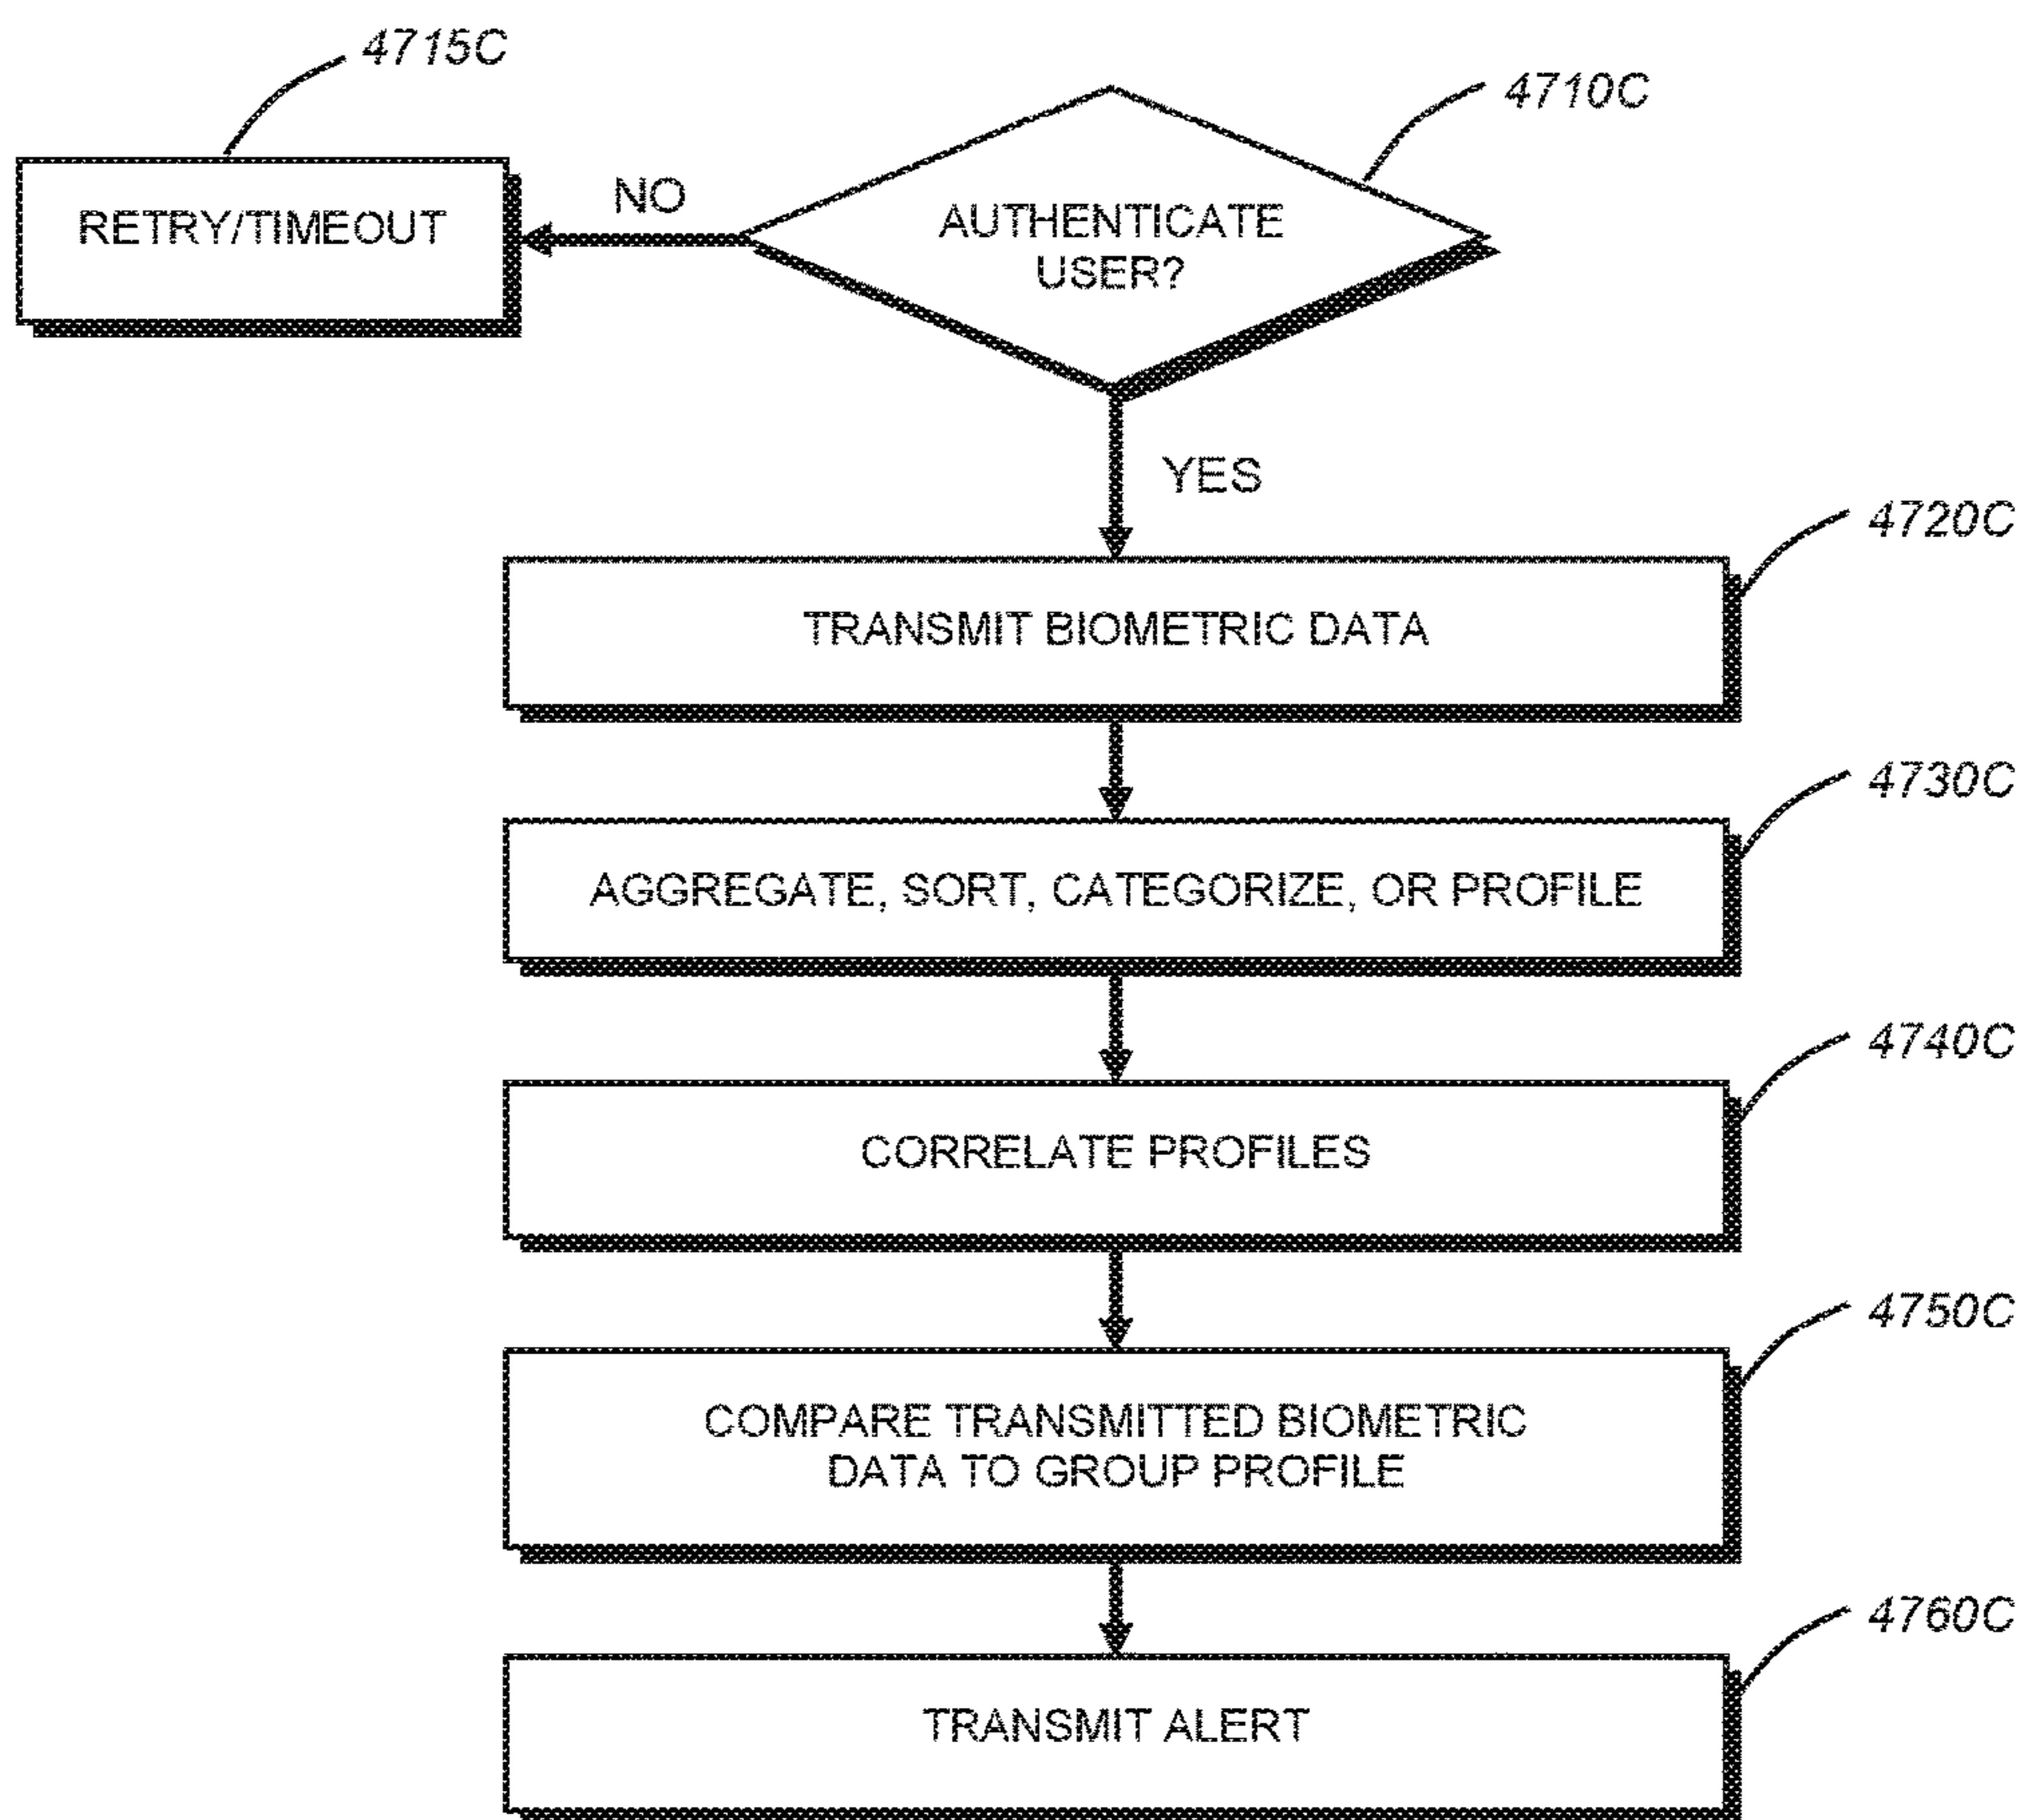 4715C
4710C
RETRY/TIMEOUT
NO
AUTHENTICATE
USER?
YES
4720C
TRANSMIT BIOMETRIC DATA
4730C
AGGREGATE, SORT, CATEGORIZE, OR PROFILE
4740C
CORRELATE PROFILES
4750C
COMPARE TRANSMITTED BIOMETRIC
DATA TO GROUP PROFILE
4760C
TRANSMIT ALERT